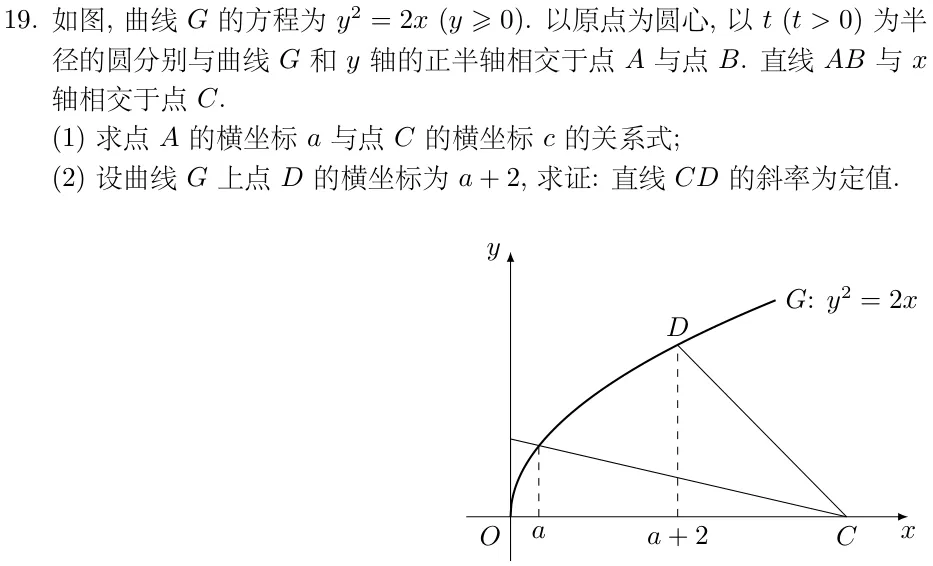 19. 如图, 曲线 G 的方程为 y² = 2x (y ⩾ 0). 以原点为圆心, 以 t (t > 0) 为半
径的圆分别与曲线 G 和 y 轴的正半轴相交于点 A 与点 B. 直线 AB 与 x
轴相交于点 C.
(1) 求点 A 的横坐标 a 与点 C 的横坐标 c 的关系式;
(2) 设曲线 G 上点 D 的横坐标为 a + 2, 求证: 直线 CD 的斜率为定值.
y
G: y² = 2x
D
O
a
a + 2
C
x